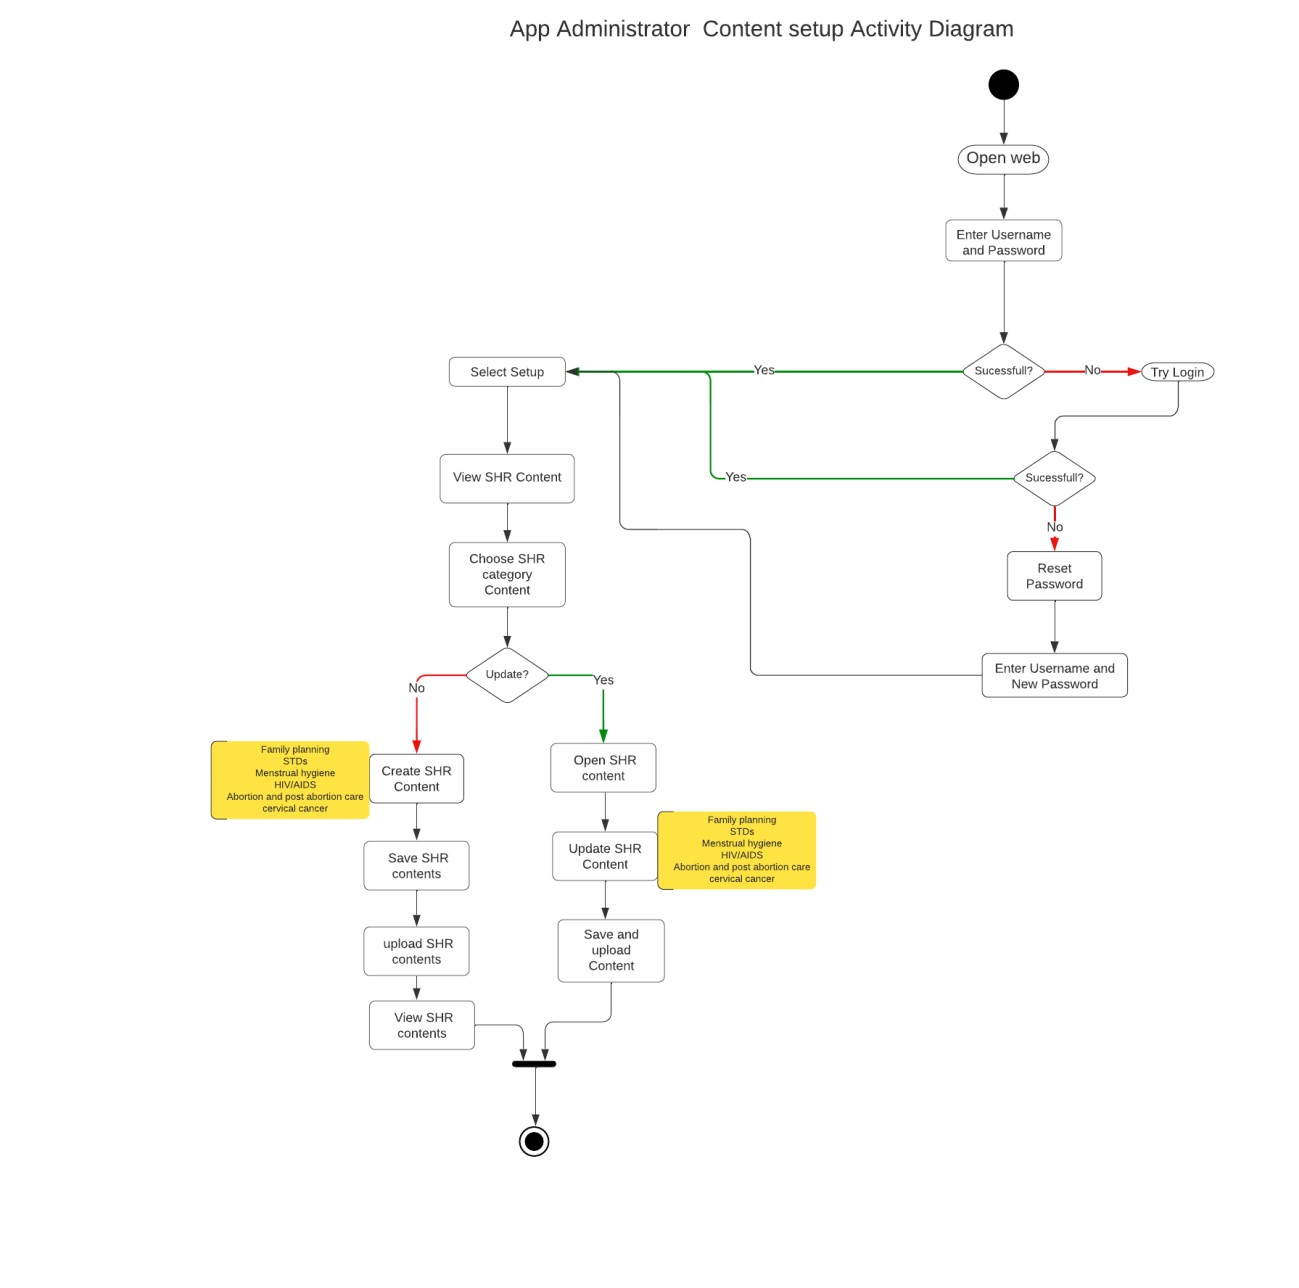 App Administrator  Content setup Activity Diagram
Open web
Enter Username
and Password
Sucessfull?
Yes
No
Try Login
Select Setup
Sucessfull?
Yes
No
View SHR Content
Reset
Password
Choose SHR
category
Content
Enter Username and
New Password
Update?
No
Yes
Family planning
STDs
Menstrual hygiene
HIV/AIDS
Abortion and post abortion care
cervical cancer
Create SHR
Content
Open SHR
content
Update SHR
Content
Family planning
STDs
Menstrual hygiene
HIV/AIDS
Abortion and post abortion care
cervical cancer
Save SHR
contents
Save and
upload
Content
upload SHR
contents
View SHR
contents